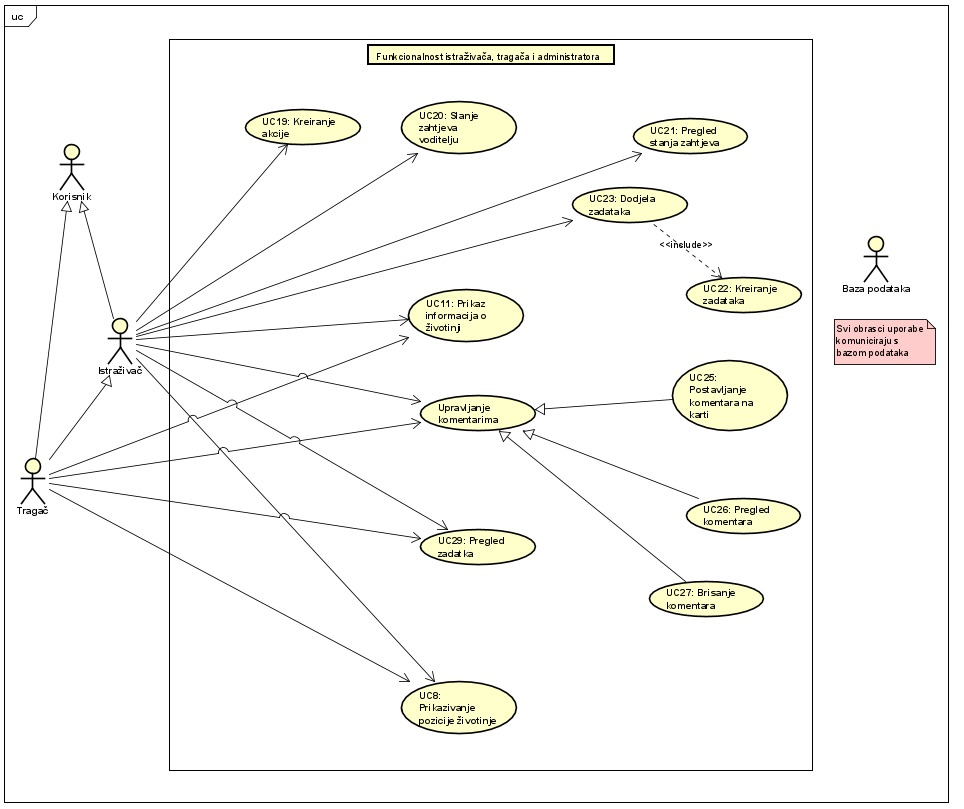 uc
Funkcionalnost istraživača, tragača i administratora
UC19: Kreiranje
akcije
UC20: Slanje
zahtjeva
voditelju
UC21: Pregled
stanja zahtjeva
Korisnik
UC23: Dodjela
zadataka
<<include>>
Baza podataka
UC22: Kreiranje
zadataka
UC11: Prikaz
informacija o
životinji
Svi obrasci uporabe
komuniciraju s
bazom podataka
Istraživač
UC25:
Postavljanje
komentara na
karti
Upravljanje
komentarima
Tragač
UC26: Pregled
komentara
UC29: Pregled
zadatka
UC27: Brisanje
komentara
UC8:
Prikazivanje
pozicije životinje